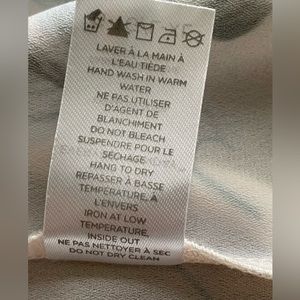 LAVER À LA MAIN À
L'EAU TIÈDE
HAND WASH IN WARM
WATER
NE PAS UTILISER
D'AGENT DE
BLANCHIMENT
DO NOT BLEACH
SUSPENDRE POUR LE
SÉCHAGE
HANG TO DRY
REPASSER À BASSE
TEMPÉRATURE, À
L'ENVERS
IRON AT LOW
TEMPERATURE,
INSIDE OUT
NE PAS NETTOYER À SEC
DO NOT DRY CLEAN